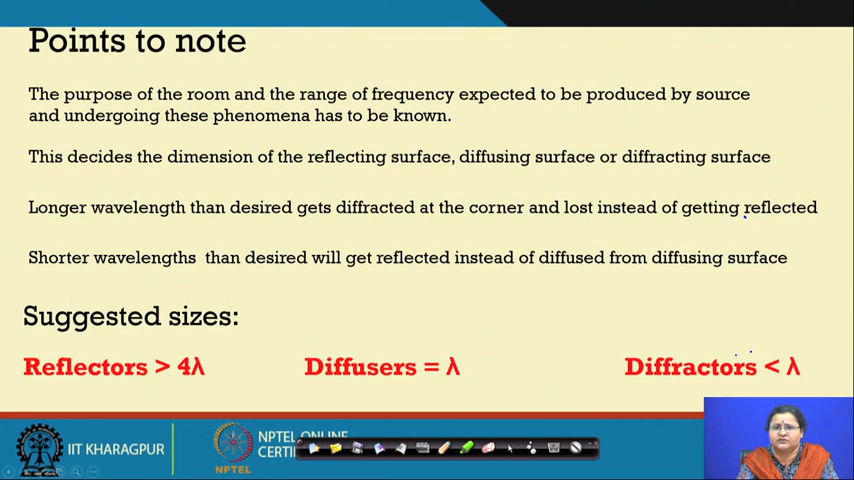 Points to note
The purpose of the room and the range of frequency expected to be produced by source
and undergoing these phenomena has to be known.
This decides the dimension of the reflecting surface, diffusing surface or diffracting surface
Longer wavelength than desired gets diffracted at the corner and lost instead of getting reflected
Shorter wavelengths than desired will get reflected instead of diffused from diffusing surface
Suggested sizes:
Reflectors > 4λ Diffusers = λ Diffractors < λ
IIT KHARAGPUR
NPTEL
NPTEL ONLINE